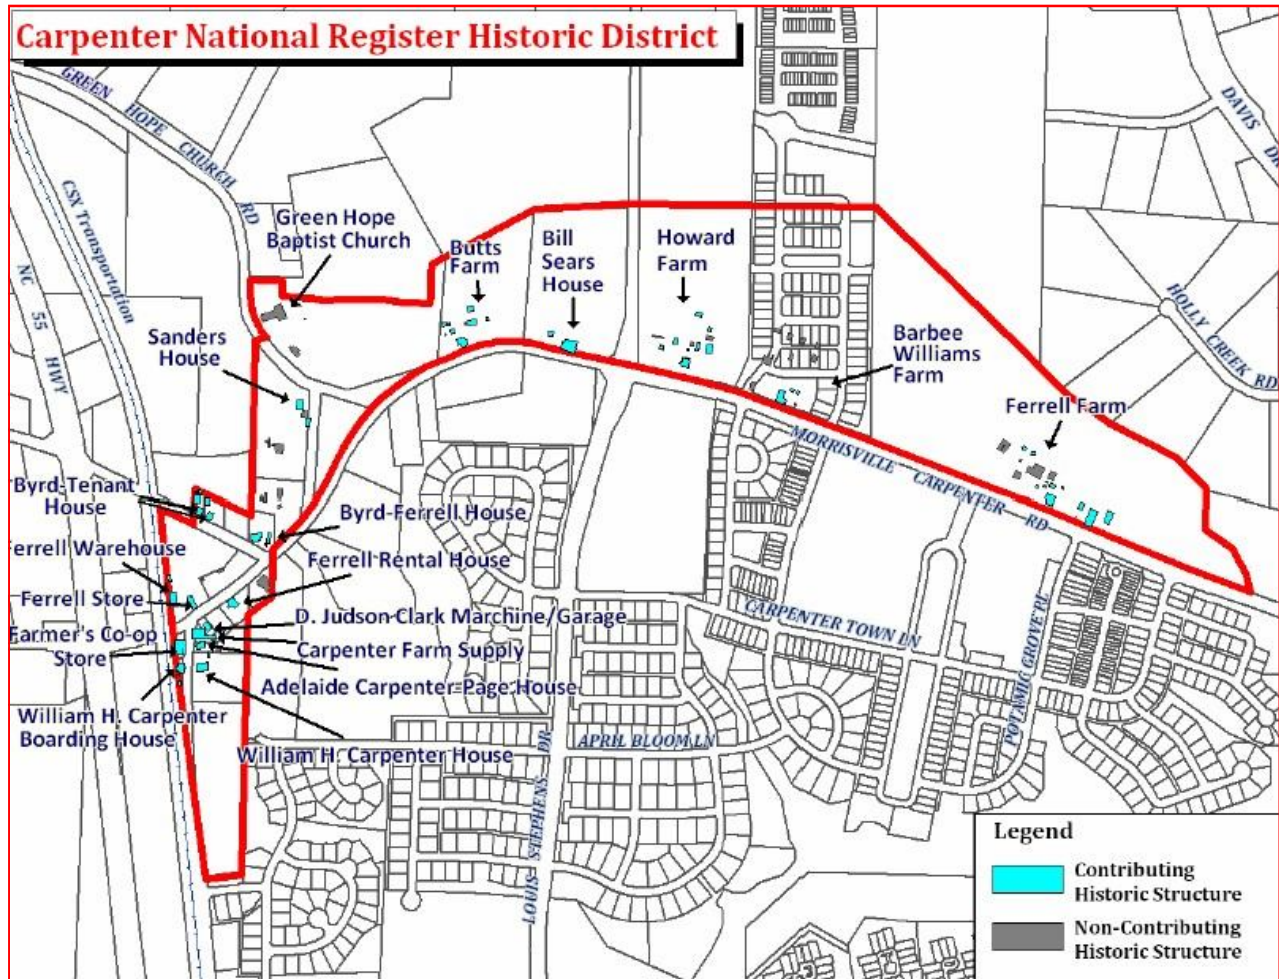 Carpenter National Register Historic District
GREEN HOPE CHURCH RD
DAVIS DR
CSX Transportation
NC 55 HWY
Green Hope
Baptist Church
Butts
Farm
Bill
Sears
House
Howard
Farm
HOLLY CREEK RD
Sanders
House
Barbee
Williams
Farm
Ferrell Farm
MORRISVILLE CARPENTER RD
Byrd-Tenant
House
Byrd-Ferrell House
Ferrell Warehouse
Ferrell Rental House
Ferrell Store
D. Judson Clark Marchine/Garage
CARPENTER TOWN LN
Farmer's Co-op
Store
Carpenter Farm Supply
Adelaide Carpenter-Page House
POTAMIC GROVE PL
William H. Carpenter
Boarding House
William H. Carpenter House
APRIL BLOOM LN
LOUIS STEPHENS DR
Legend
Contributing
Historic Structure
Non-Contributing
Historic Structure